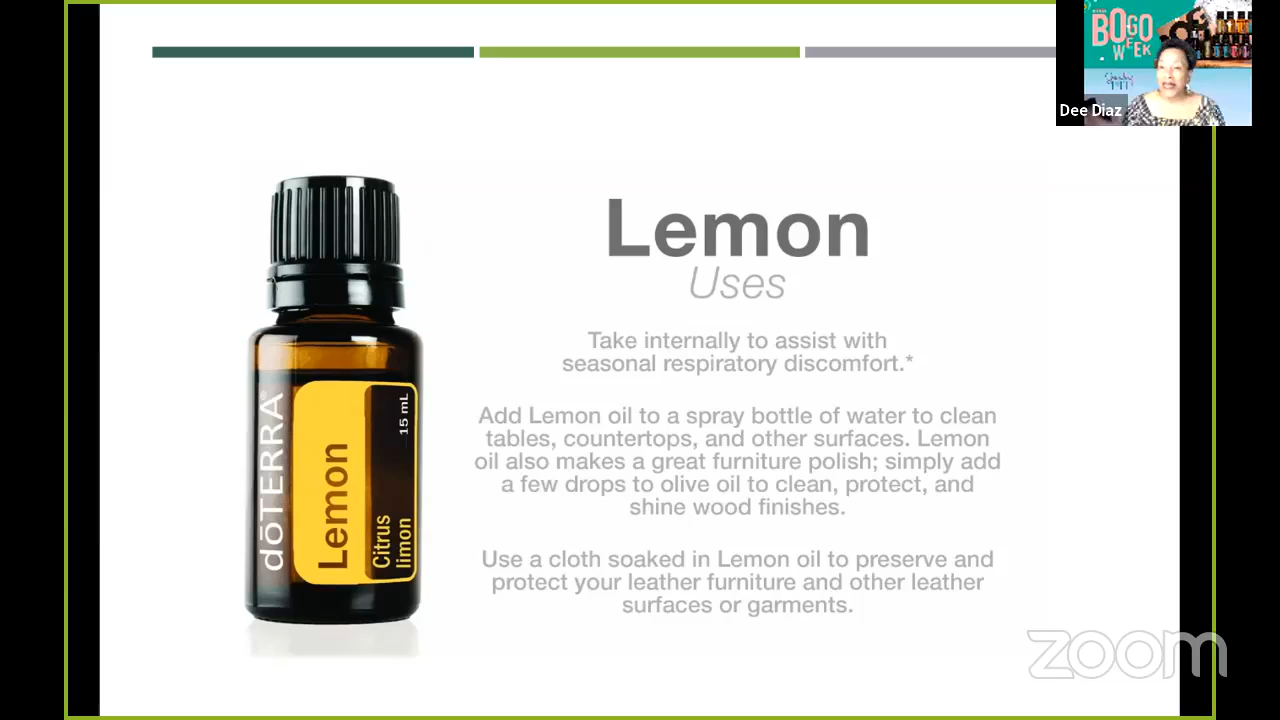 BOGO
WEEK
Dee Diaz
Lemon
Uses
Take internally to assist with
seasonal respiratory discomfort.*
Add Lemon oil to a spray bottle of water to clean
tables, countertops, and other surfaces. Lemon
oil also makes a great furniture polish; simply add
a few drops to olive oil to clean, protect, and
shine wood finishes.
Use a cloth soaked in Lemon oil to preserve and
protect your leather furniture and other leather
surfaces or garments.
dōTERRA®
Lemon
Citrus
limon
15 mL
zoom